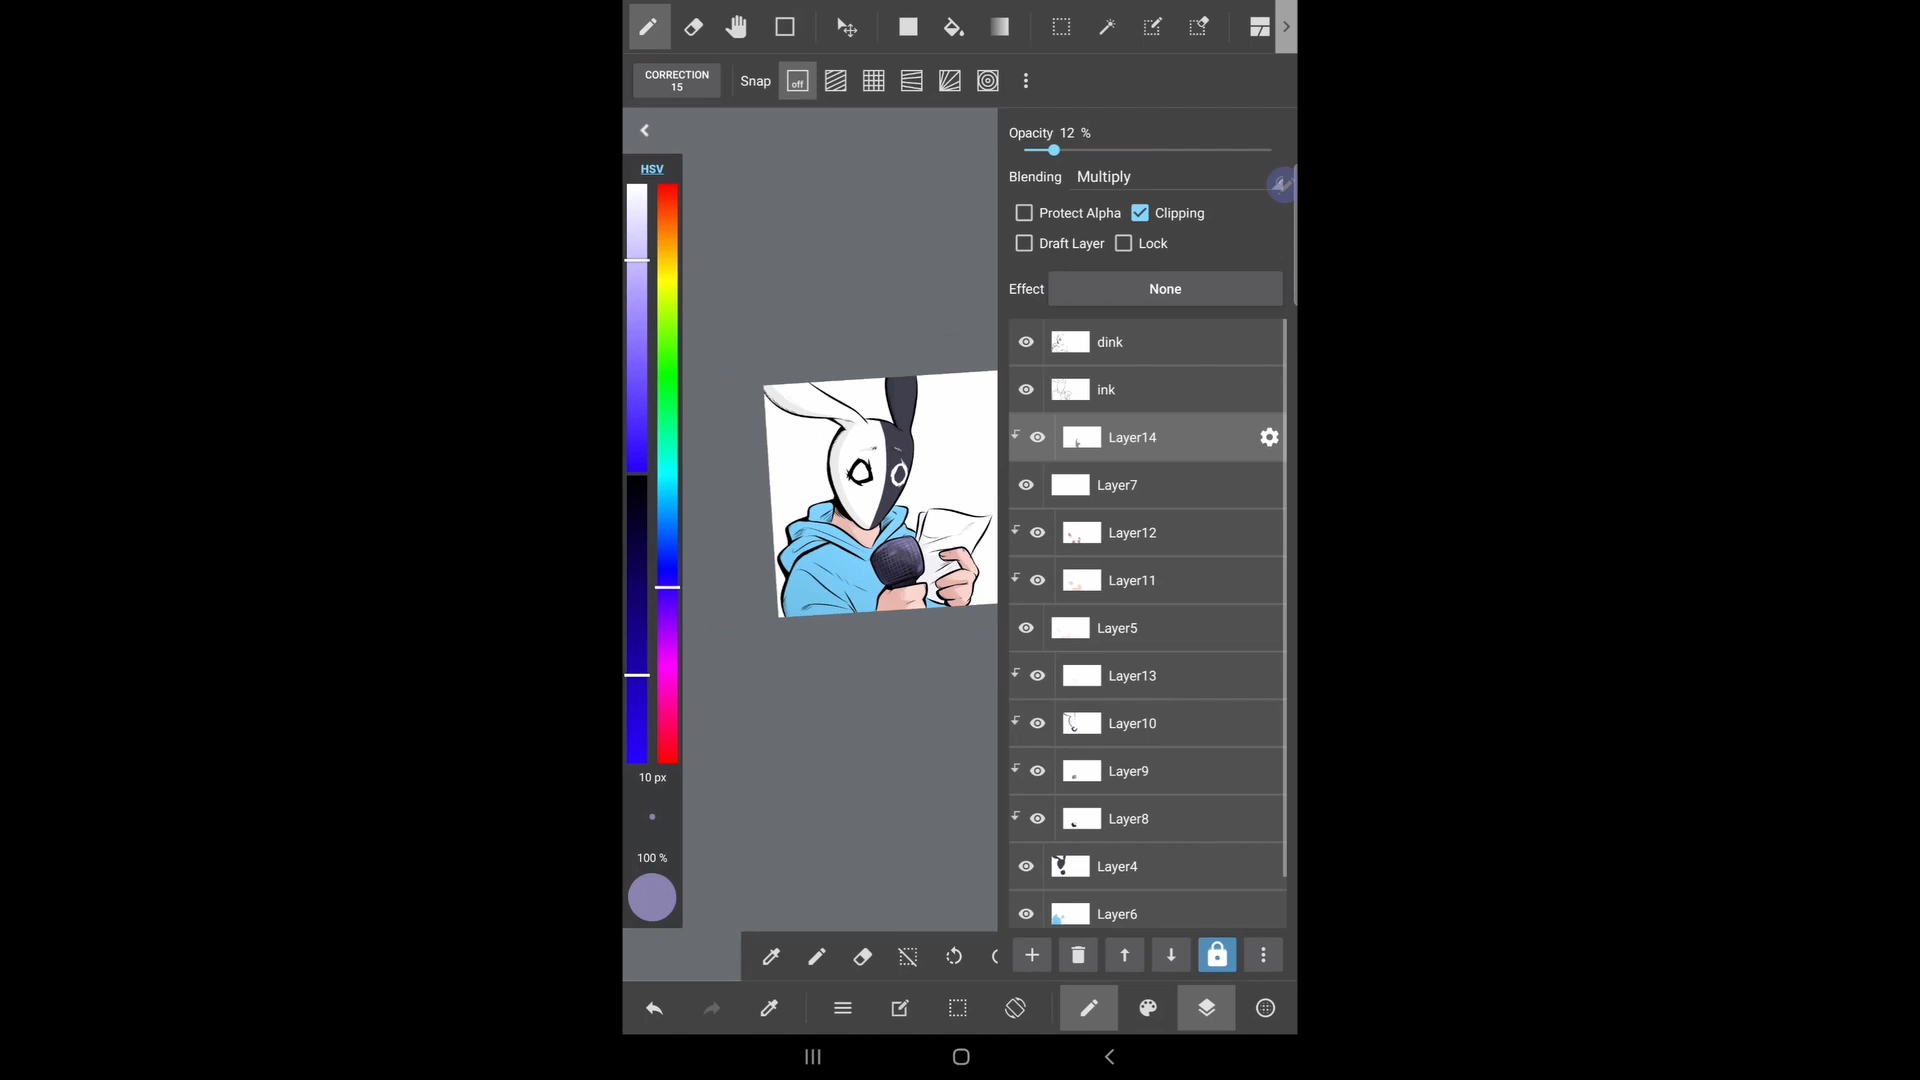 CORRECTION
15
Snap
off
Opacity 12 %
HSV
Blending Multiply
Protect Alpha Clipping
Draft Layer Lock
Effect None
dink
ink
Layer14
Layer7
Layer12
Layer11
Layer5
Layer13
Layer10
Layer9
Layer8
Layer4
Layer6
10 px
100 %